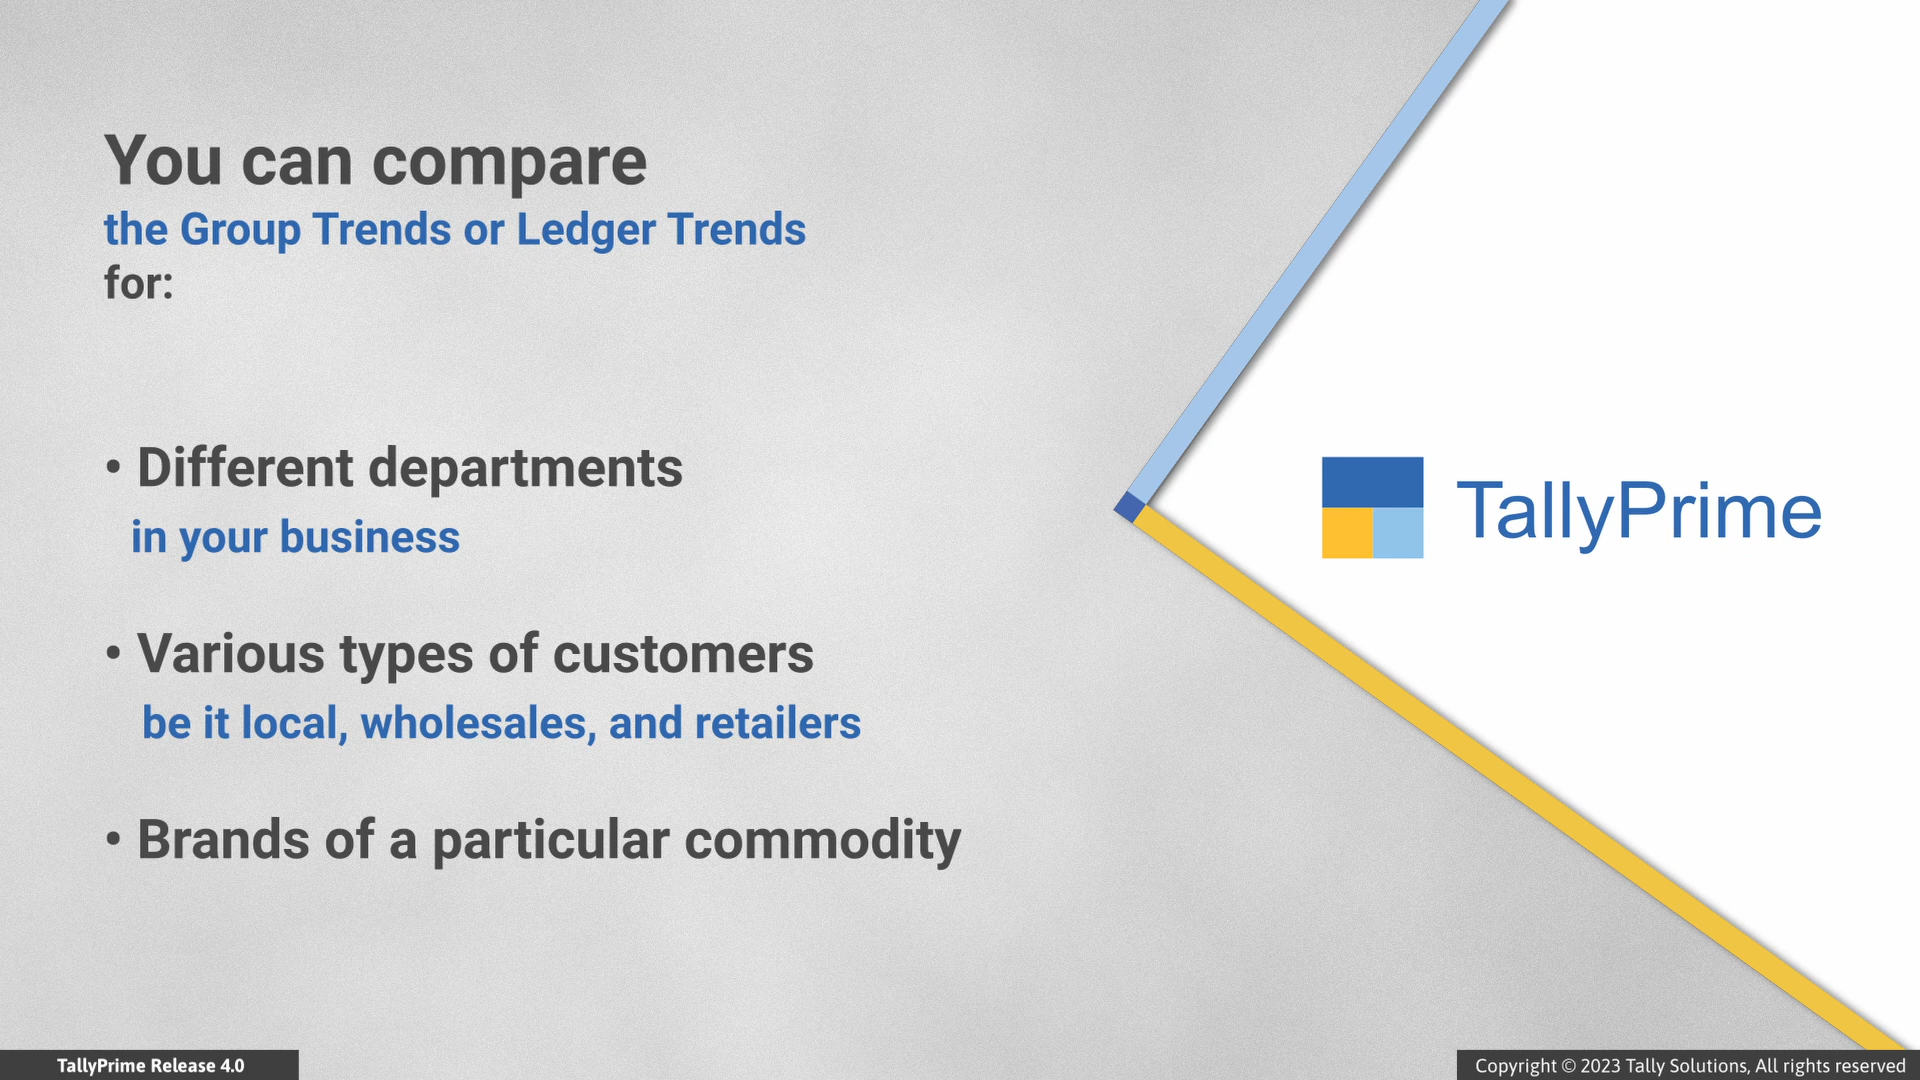 You can compare
the Group Trends or Ledger Trends
for:
• Different departments
in your business
• Various types of customers
be it local, wholesales, and retailers
• Brands of a particular commodity
TallyPrime
TallyPrime Release 4.0
Copyright © 2023 Tally Solutions, All rights reserved